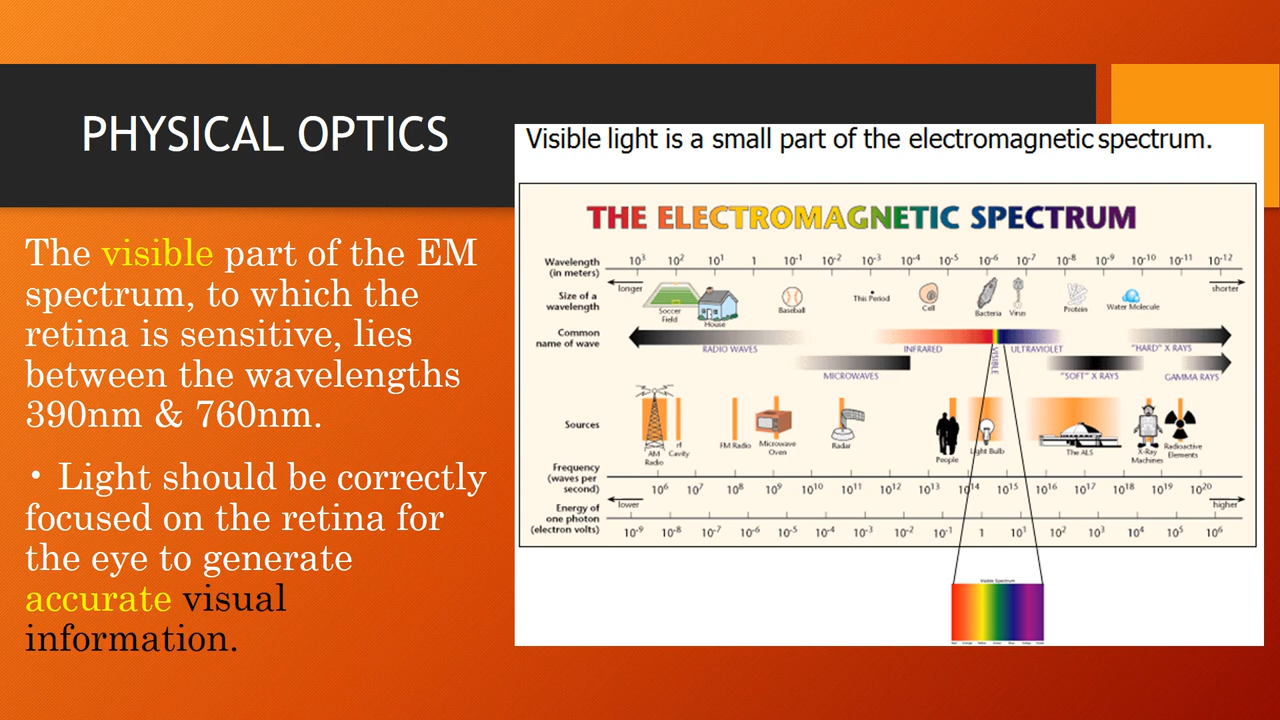 PHYSICAL OPTICS
The visible part of the EM
spectrum, to which the
retina is sensitive, lies
between the wavelengths
390nm & 760nm.
• Light should be correctly
focused on the retina for
the eye to generate
accurate visual
information.
Visible light is a small part of the electromagnetic spectrum.
THE ELECTROMAGNETIC SPECTRUM
Wavelength
(in meters)
10³ 10² 10¹ 1 10⁻¹ 10⁻² 10⁻³ 10⁻⁴ 10⁻⁵ 10⁻⁶ 10⁻⁷ 10⁻⁸ 10⁻⁹ 10⁻¹⁰ 10⁻¹¹ 10⁻¹²
longer shorter
Size of a
wavelength
Soccer
Field
House
Baseball
This Period
Cell
Bacteria
Virus
Protein
Water Molecule
Common
name of wave
RADIO WAVES
INFRARED
VISIBLE
ULTRAVIOLET
"HARD" X RAYS
MICROWAVES
"SOFT" X RAYS
GAMMA RAYS
Sources
AM
Radio
rf
Cavity
FM Radio
Microwave
Oven
Radar
People
Light Bulb
The ALS
X-Ray
Machines
Radioactive
Elements
Frequency
(waves per
second)
10⁶ 10⁷ 10⁸ 10⁹ 10¹⁰ 10¹¹ 10¹² 10¹³ 10¹⁴ 10¹⁵ 10¹⁶ 10¹⁷ 10¹⁸ 10¹⁹ 10²⁰
lower higher
Energy of
one photon
(electron volts)
10⁻⁹ 10⁻⁸ 10⁻⁷ 10⁻⁶ 10⁻⁵ 10⁻⁴ 10⁻³ 10⁻² 10⁻¹ 1 10¹ 10² 10³ 10⁴ 10⁵ 10⁶
Visible Spectrum